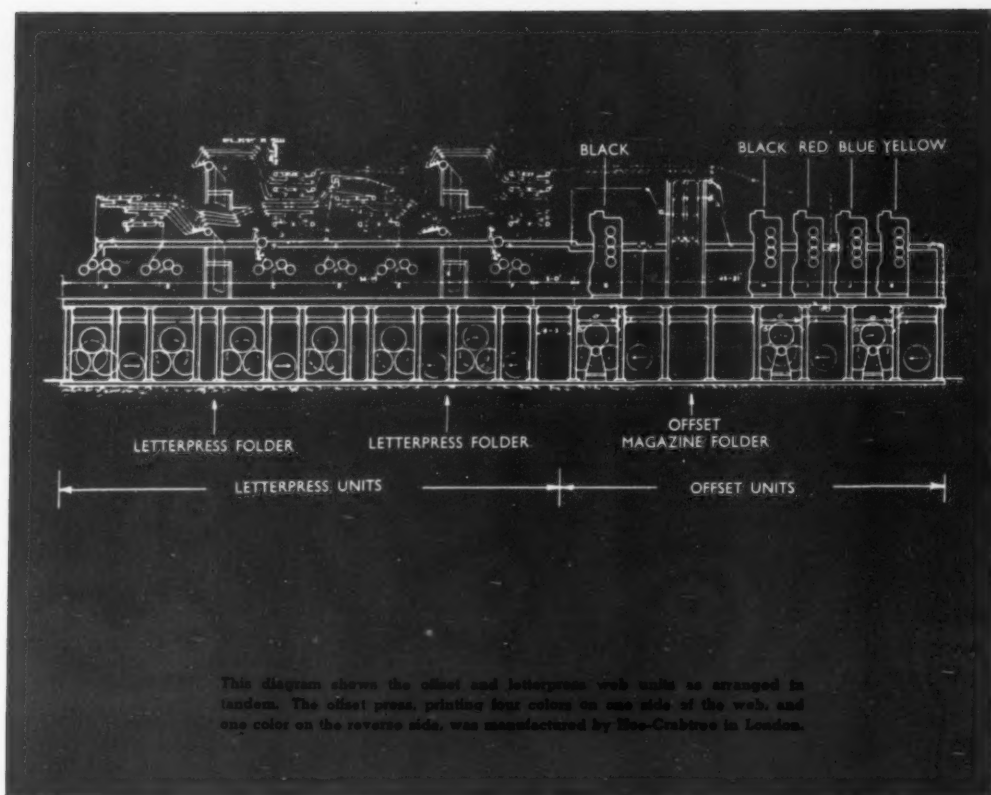 BLACK
BLACK RED BLUE YELLOW
LETTERPRESS FOLDER
LETTERPRESS FOLDER
OFFSET
MAGAZINE FOLDER
LETTERPRESS UNITS
OFFSET UNITS
This diagram shows the offset and letterpress web units as arranged in
tandem. The offset press, printing four colors on one side of the web, and
one color on the reverse side, was manufactured by Hoe-Crabtree in London.